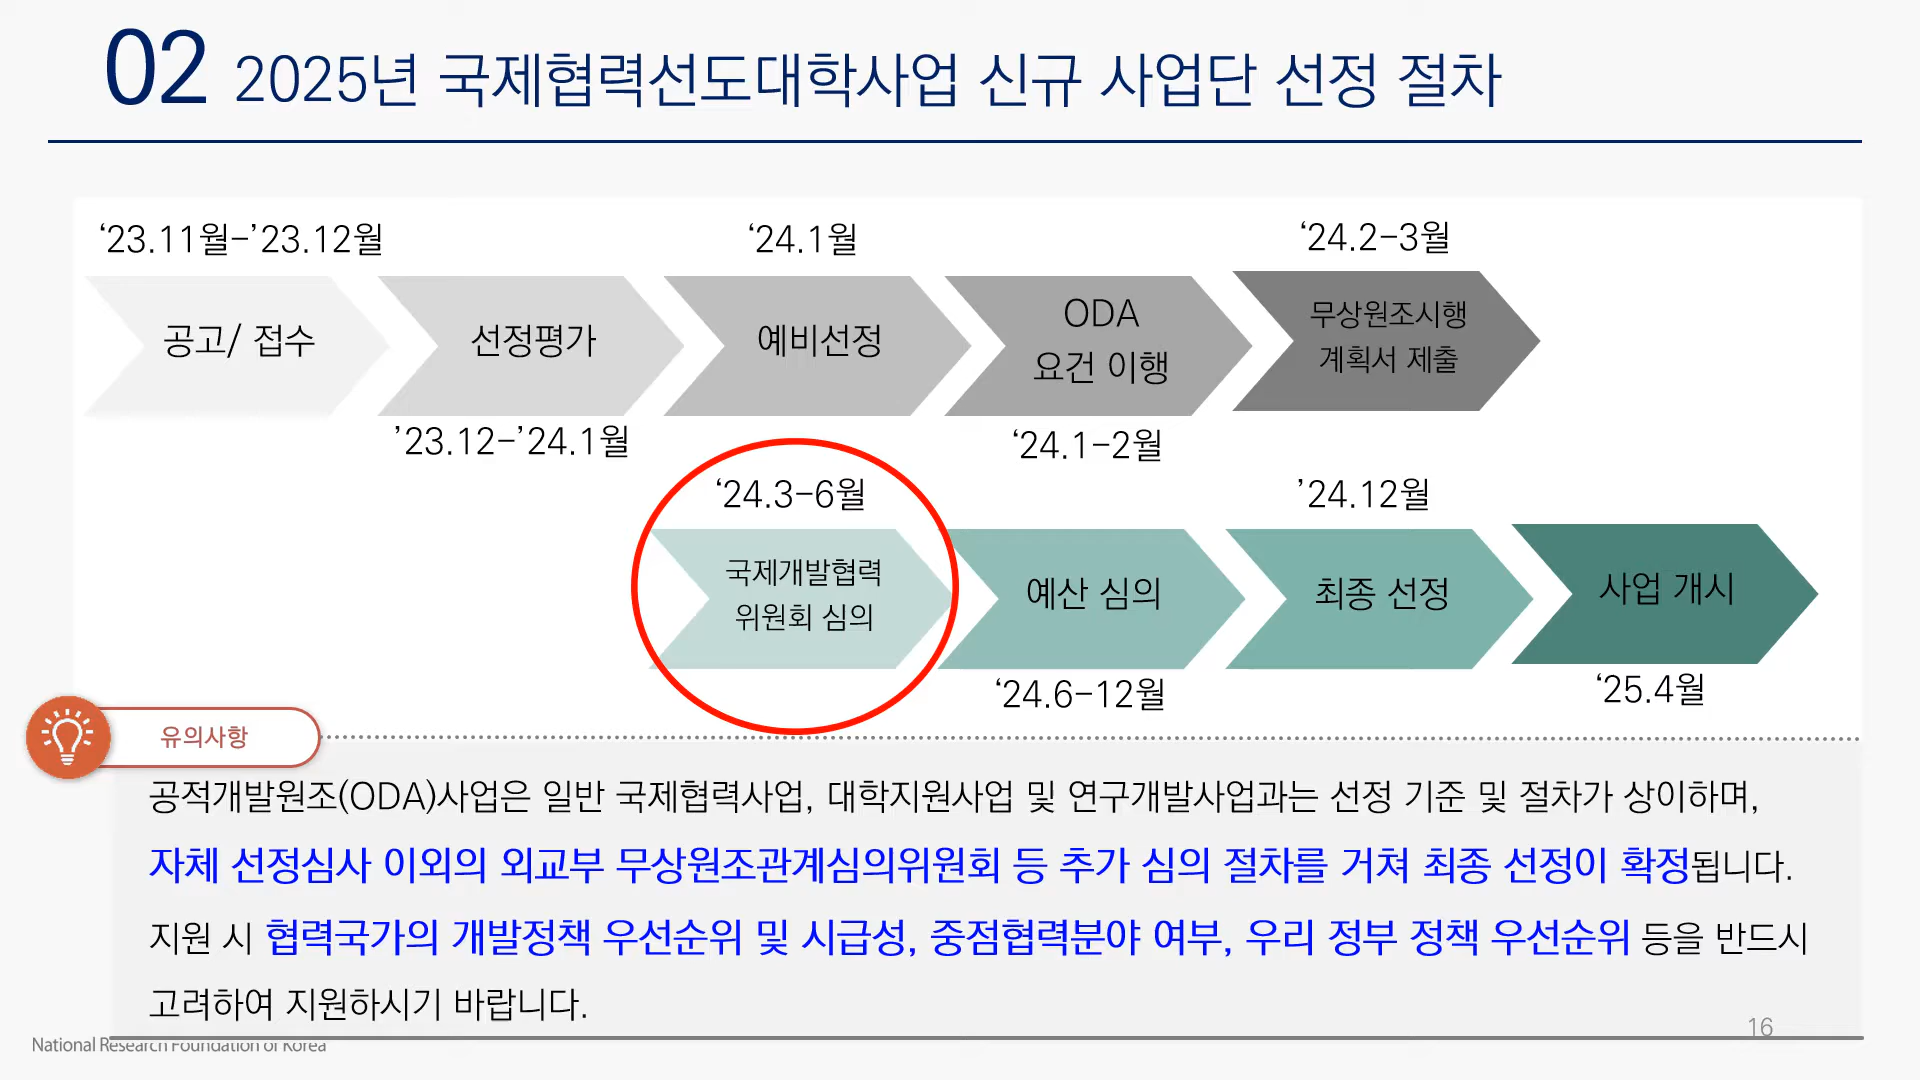 02 2025년 국제협력선도대학사업 신규 사업단 선정 절차
‘23.11월-’23.12월
‘24.1월
‘24.2-3월
공고/ 접수
선정평가
예비선정
ODA
요건 이행
무상원조시행
계획서 제출
’23.12-’24.1월
‘24.1-2월
‘24.3-6월
’24.12월
국제개발협력
위원회 심의
예산 심의
최종 선정
사업 개시
‘24.6-12월
‘25.4월
유의사항
공적개발원조(ODA)사업은 일반 국제협력사업, 대학지원사업 및 연구개발사업과는 선정 기준 및 절차가 상이하며,
자체 선정심사 이외의 외교부 무상원조관계심의위원회 등 추가 심의 절차를 거쳐 최종 선정이 확정됩니다.
지원 시 협력국가의 개발정책 우선순위 및 시급성, 중점협력분야 여부, 우리 정부 정책 우선순위 등을 반드시
고려하여 지원하시기 바랍니다.
16
National Research Foundation of Korea